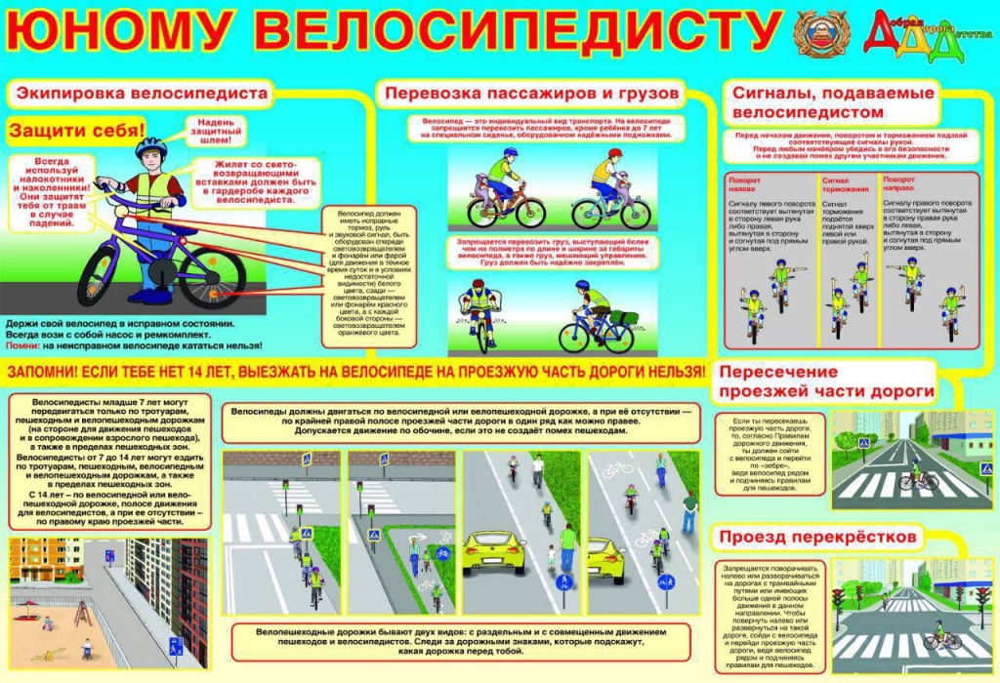 ЮНОМУ ВЕЛОСИПЕДИСТУ
Добрая
Дорога
Детства
Экипировка велосипедиста
Защити себя!
Надень
защитный
шлем!
Всегда
используй
налокотники
и наколенники!
Они защитят
тебя от травм
в случае
падений.
Жилет со свето-
возвращающими
вставками должен быть
в гардеробе каждого
велосипедиста.
Велосипед должен
иметь исправные
тормоз, руль
и звуковой сигнал, быть
оборудован спереди
световозвращателем
и фонарём или фарой
(для движения в тёмное
время суток и в условиях
недостаточной
видимости) белого
цвета, сзади —
световозвращателем
или фонарём красного
цвета, а с каждой
боковой стороны —
световозвращателем
оранжевого цвета.
Держи свой велосипед в исправном состоянии.
Всегда вози с собой насос и ремкомплект.
Помни: на неисправном велосипеде кататься нельзя!
Перевозка пассажиров и грузов
Велосипед — это индивидуальный вид транспорта. На велосипеде
запрещается перевозить пассажиров, кроме ребёнка до 7 лет
на специальном сиденье, оборудованном надёжными подножками.
Запрещается перевозить груз, выступающий более
чем на полметра по длине и ширине за габариты
велосипеда, а также груз, мешающий управлению.
Груз должен быть надёжно закреплён.
Сигналы, подаваемые
велосипедистом
Перед началом движения, поворотом и торможением подавай
соответствующие сигналы рукой.
Перед любым манёвром убедись в его безопасности
и не создавай помех другим участникам движения.
Поворот
налево
Сигналу левого поворота
соответствует вытянутая
в сторону левая рука
либо правая,
вытянутая в сторону
и согнутая под прямым
углом вверх.
Сигнал
торможения
Сигнал
торможения
подаётся
поднятой вверх
левой или
правой рукой.
Поворот
направо
Сигналу правого поворота
соответствует вытянутая
в сторону правая рука
либо левая,
вытянутая в сторону
и согнутая под прямым
углом вверх.
ЗАПОМНИ! ЕСЛИ ТЕБЕ НЕТ 14 ЛЕТ, ВЫЕЗЖАТЬ НА ВЕЛОСИПЕДЕ НА ПРОЕЗЖУЮ ЧАСТЬ ДОРОГИ НЕЛЬЗЯ!
Велосипедисты младше 7 лет могут
передвигаться только по тротуарам,
пешеходным и велопешеходным дорожкам
(на стороне для движения пешеходов
и в сопровождении взрослого пешехода),
а также в пределах пешеходных зон.
Велосипедисты от 7 до 14 лет могут ездить
по тротуарам, пешеходным, велосипедным
и велопешеходным дорожкам, а также
в пределах пешеходных зон.
С 14 лет – по велосипедной или вело-
пешеходной дорожке, полосе движения
для велосипедистов, а при ее отсутствии –
по правому краю проезжей части.
Велосипеды должны двигаться по велосипедной или велопешеходной дорожке, а при её отсутствии —
по крайней правой полосе проезжей части дороги в один ряд как можно правее.
Допускается движение по обочине, если это не создаёт помех пешеходам.
Велопешеходные дорожки бывают двух видов: с раздельным и с совмещенным движением
пешеходов и велосипедистов. Следи за дорожными знаками, которые подскажут,
какая дорожка перед тобой.
Пересечение
проезжей части дороги
Если ты пересекаешь
проезжую часть дороги,
то, согласно Правилам
дорожного движения,
ты должен сойти
с велосипеда и перейти
по «зебре»,
ведя велосипед рядом
и подчиняясь правилам
для пешеходов.
Проезд перекрёстков
Запрещается поворачивать
налево или разворачиваться
на дорогах с трамвайными
путями или имеющих
больше одной полосы
движения в данном
направлении. Чтобы
повернуть налево или
развернуться на такой
дороге, сойди с велосипеда
и перейди проезжую часть
дороги, ведя велосипед
рядом и подчиняясь
правилам для пешеходов.